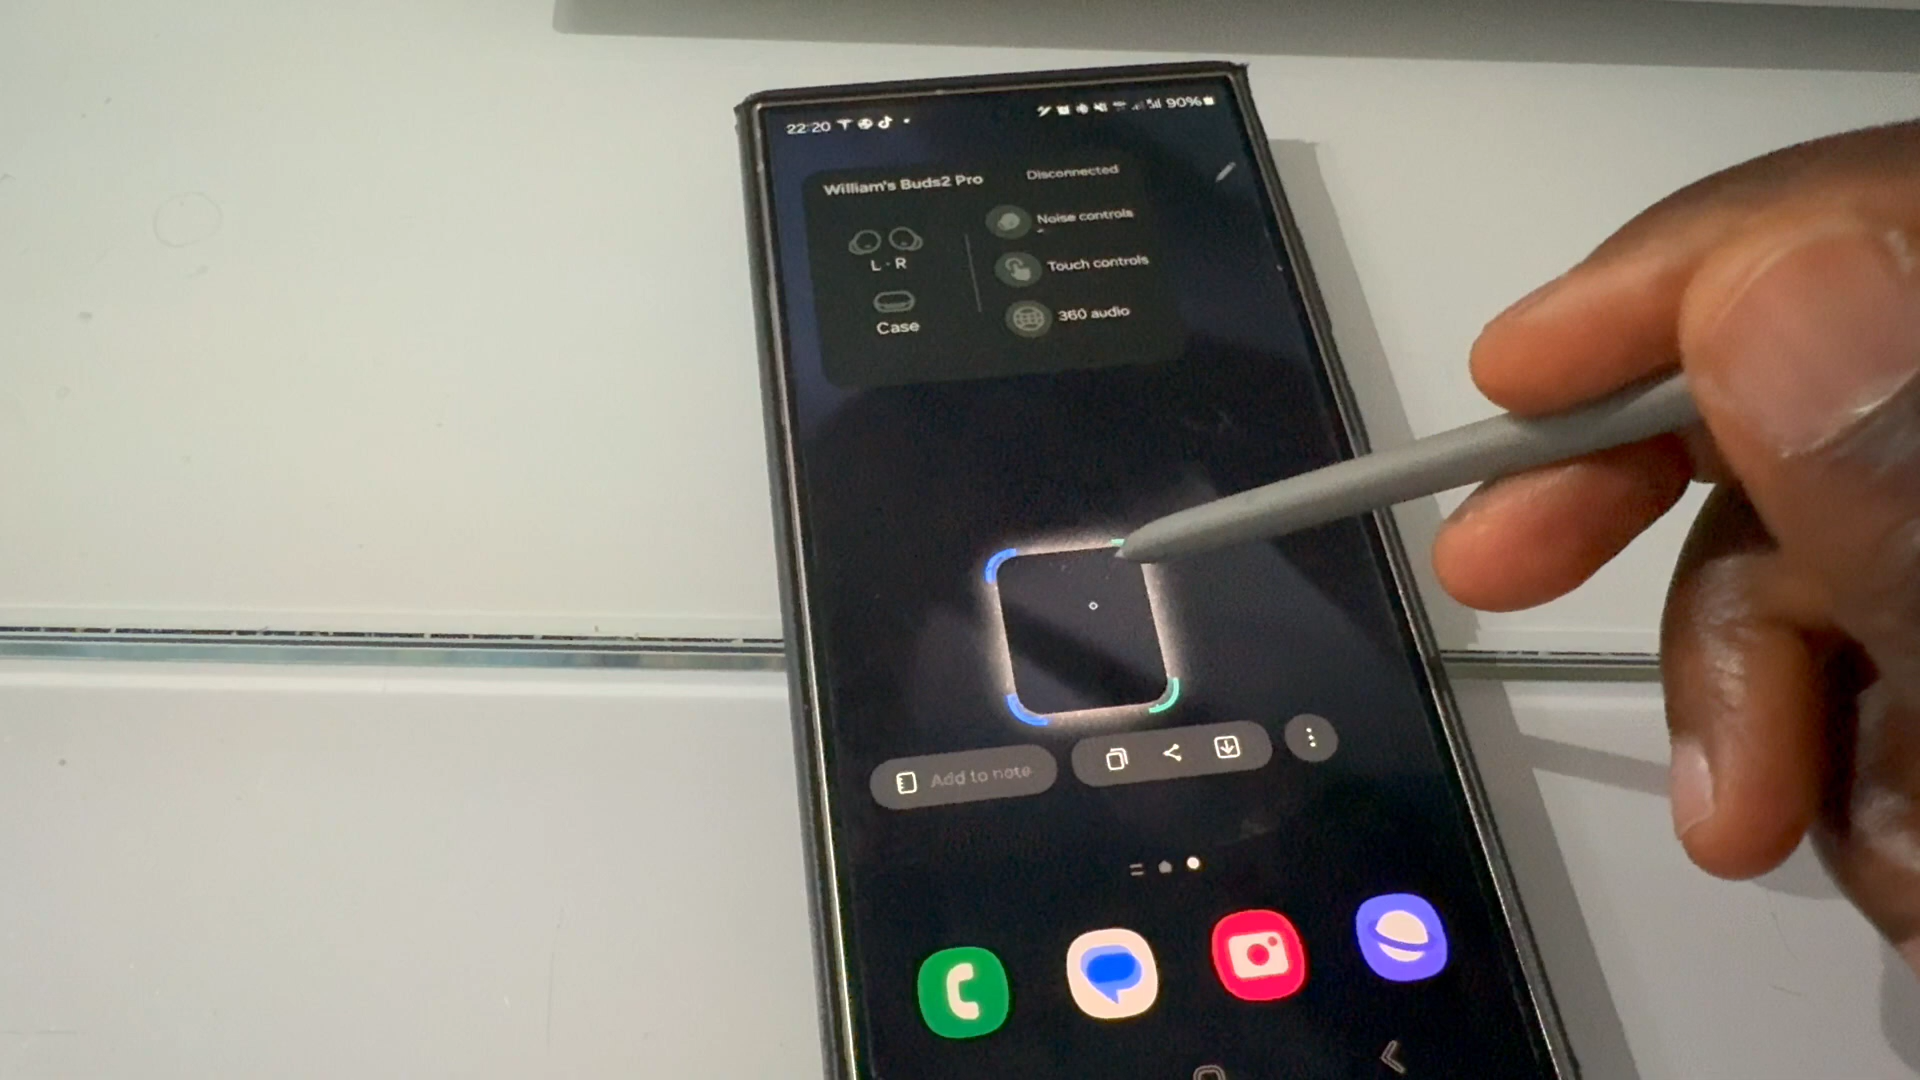 22:20
90%
William's Buds2 Pro
Disconnected
L · R
Case
Noise controls
Touch controls
360 audio
Add to note